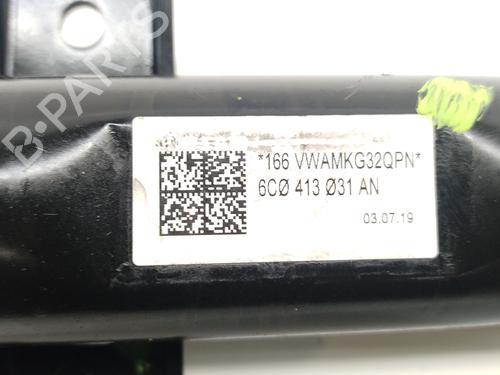 B-PARTS
*166 VWAMKG32QPN*
6CØ 413 Ø31 AN
03.07.19